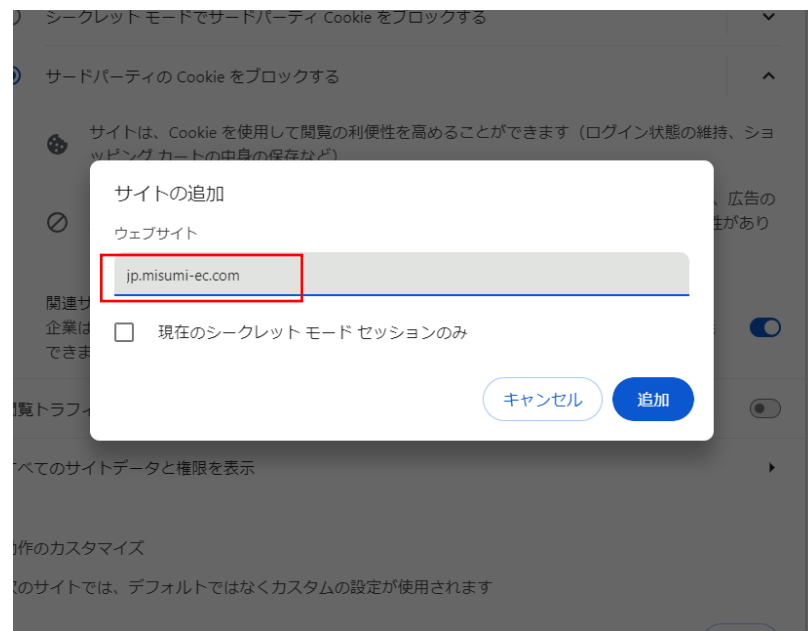 シークレット モードでサードパーティ Cookie をブロックする
サードパーティの Cookie をブロックする
サイトは、Cookie を使用して閲覧の利便性を高めることができます（ログイン状態の維持、ショ
ッピング カートの中身の保存など）
サイトの追加
、広告の
ウェブサイト
性があり
jp.misumi-ec.com
関連サ
企業は
現在のシークレット モード セッションのみ
できま
キャンセル
追加
覧トラフィ
べてのサイトデータと権限を表示
作のカスタマイズ
のサイトでは、デフォルトではなくカスタムの設定が使用されます